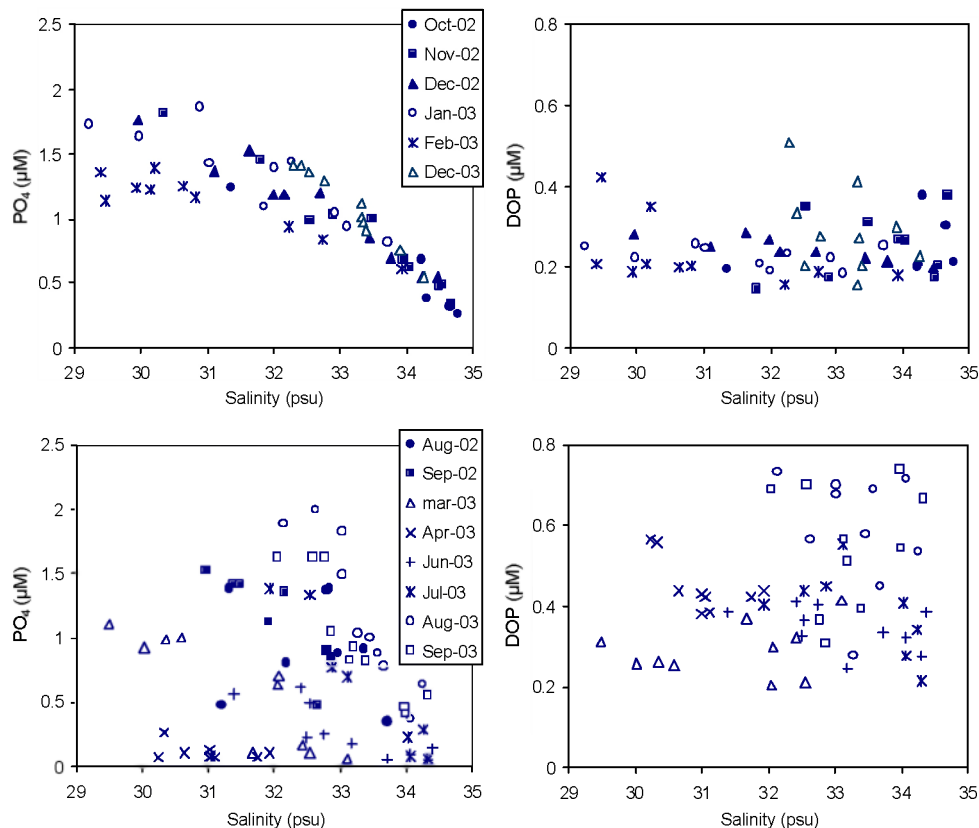 2.5
2
1.5
1
0.5
0
PO₄ (µM)
29 30 31 32 33 34 35
Salinity (psu)
Oct-02
Nov-02
Dec-02
Jan-03
Feb-03
Dec-03
0.8
0.6
0.4
0.2
0
DOP (µM)
29 30 31 32 33 34 35
Salinity (psu)
2.5
2
1.5
1
0.5
0
PO₄ (µM)
29 30 31 32 33 34 35
Salinity (psu)
Aug-02
Sep-02
mar-03
Apr-03
Jun-03
Jul-03
Aug-03
Sep-03
0.8
0.6
0.4
0.2
0
DOP (µM)
29 30 31 32 33 34 35
Salinity (psu)